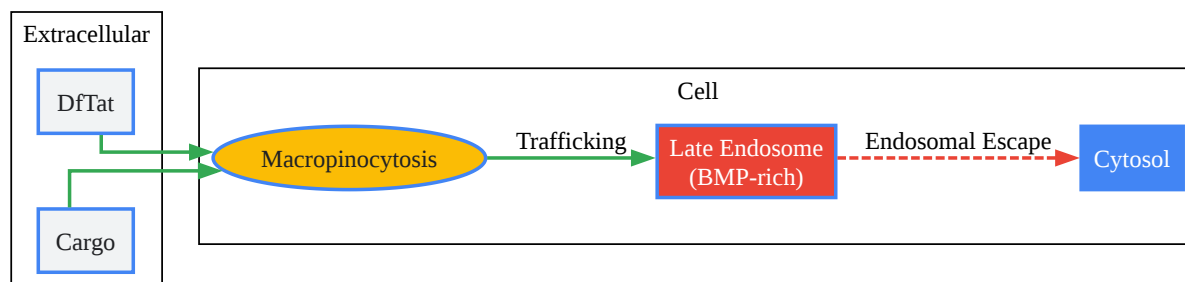 Extracellular
DfTat
Cargo
Cell
Macropinocytosis
Trafficking
Late Endosome
(BMP-rich)
Endosomal Escape
Cytosol